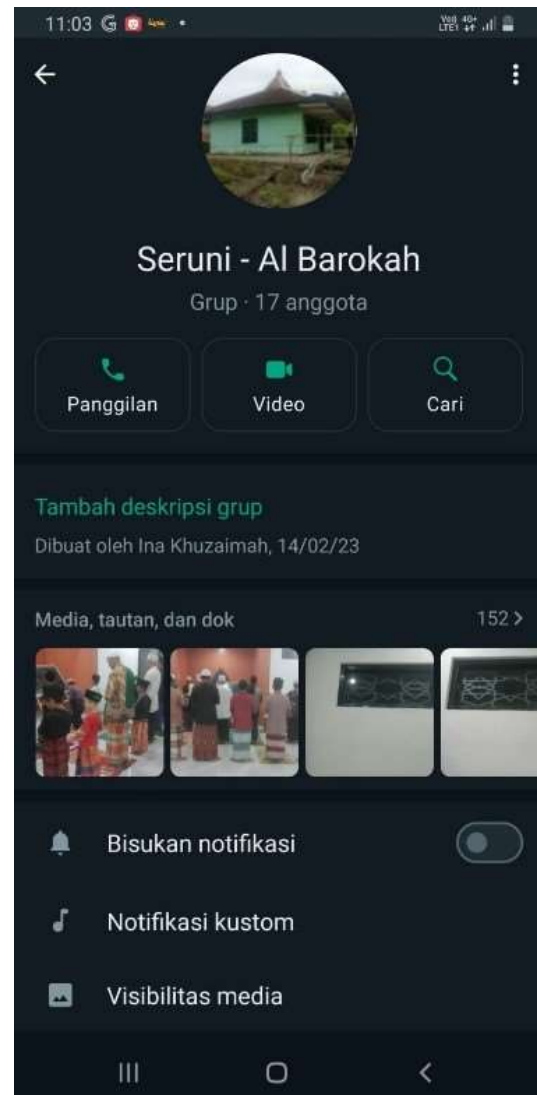 11:03
Seruni - Al Barokah
Grup · 17 anggota
Panggilan Video Cari
Tambah deskripsi grup
Dibuat oleh Ina Khuzaimah, 14/02/23
Media, tautan, dan dok 152 >
Bisukan notifikasi
Notifikasi kustom
Visibilitas media